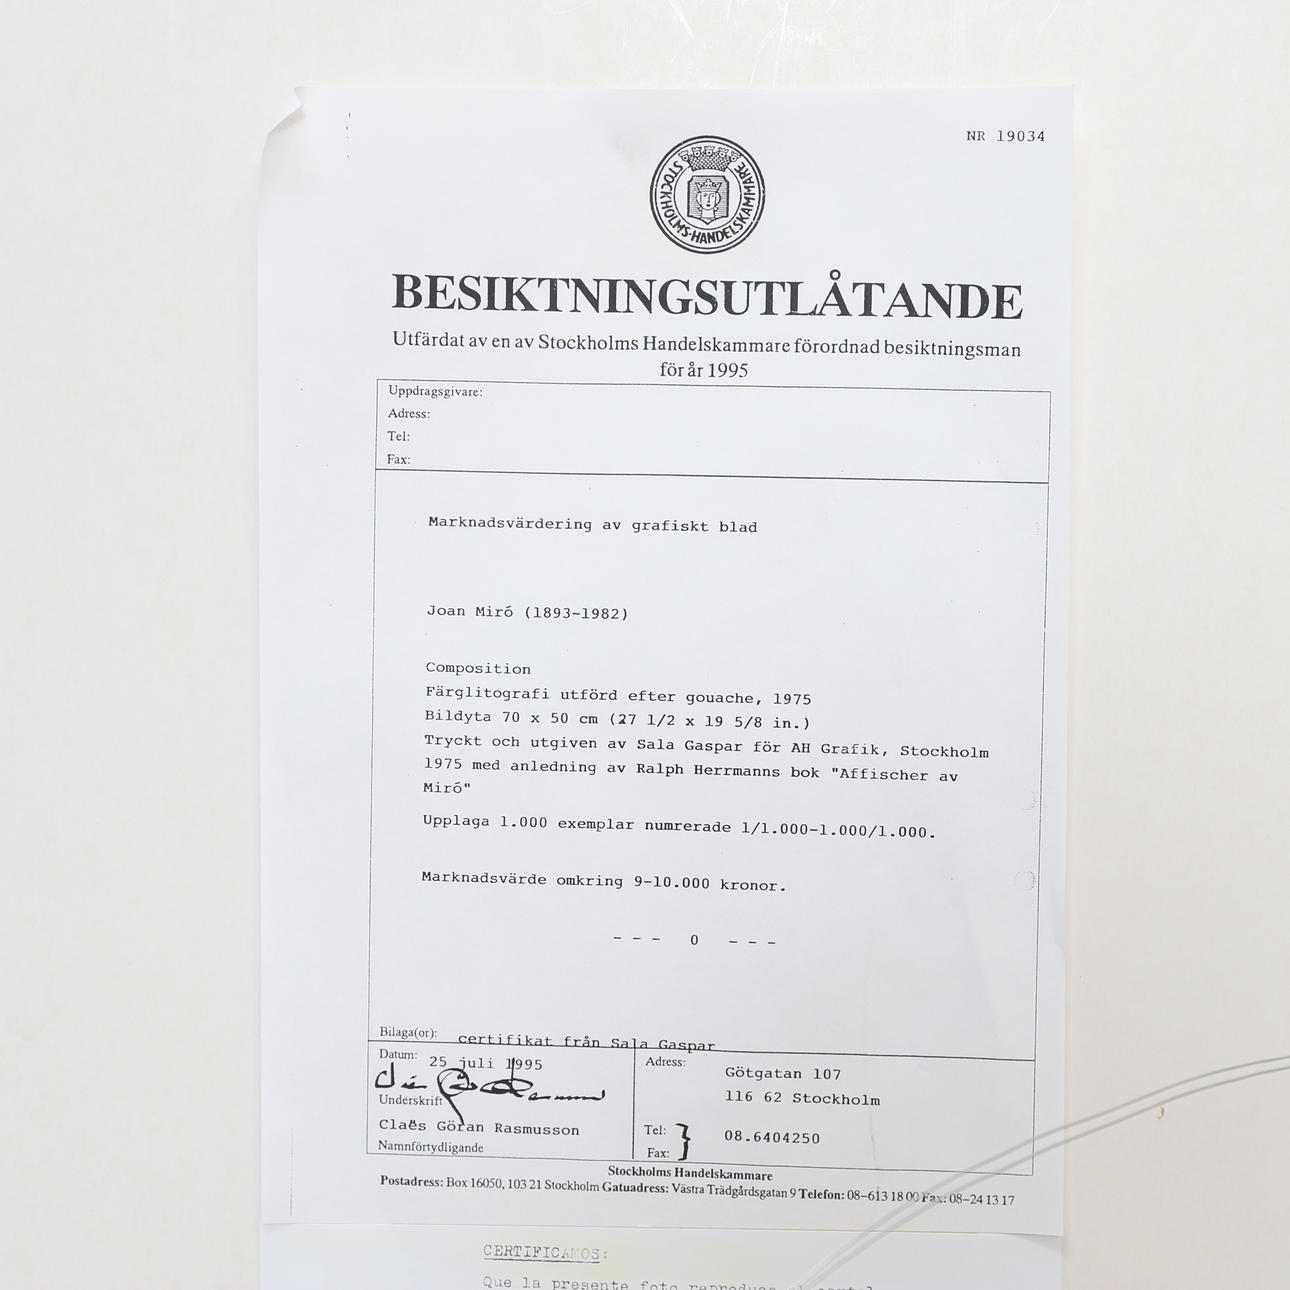 NR 19034
STOCKHOLMS·HANDELSKAMMARE
BESIKTNINGSUTLÅTANDE
Utfärdat av en av Stockholms Handelskammare förordnad besiktningsman
för år 1995
Uppdragsgivare:
Adress:
Tel:
Fax:
Marknadsvärdering av grafiskt blad
Joan Miró (1893-1982)
Composition
Färglitografi utförd efter gouache, 1975
Bildyta 70 x 50 cm (27 1/2 x 19 5/8 in.)
Tryckt och utgiven av Sala Gaspar för AH Grafik, Stockholm
1975 med anledning av Ralph Herrmanns bok "Affischer av
Miró"
Upplaga 1.000 exemplar numrerade 1/1.000-1.000/1.000.
Marknadsvärde omkring 9-10.000 kronor.
--- 0 ---
Bilaga(or): certifikat från Sala Gaspar
Datum: 25 juli 1995
Underskrift
Claës Göran Rasmusson
Namnförtydligande
Adress:
Götgatan 107
116 62 Stockholm
Tel:
08.6404250
Fax:
Stockholms Handelskammare
Postadress: Box 16050, 103 21 Stockholm Gatuadress: Västra Trädgårdsgatan 9 Telefon: 08-613 18 00 Fax: 08-24 13 17
CERTIFICAMOS:
Que la presente foto reproduce el cartel